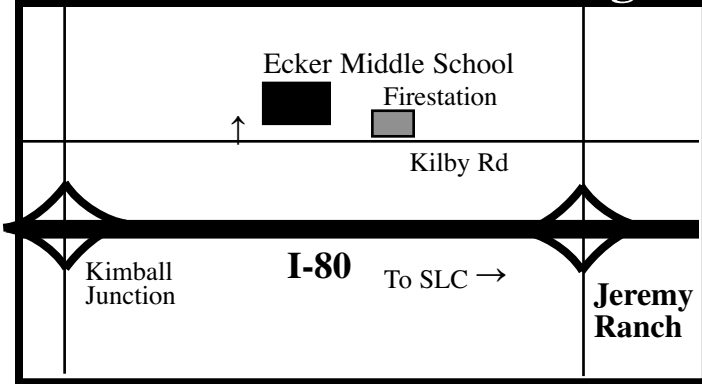 Ecker Middle School
Firestation
↑
Kilby Rd
I-80
To SLC →
Kimball
Junction
Jeremy
Ranch